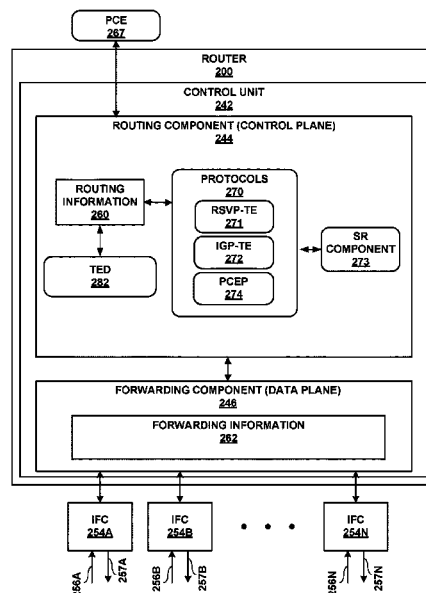 PCE
267
ROUTER
200
CONTROL UNIT
242
ROUTING COMPONENT (CONTROL PLANE)
244
ROUTING
INFORMATION
260
PROTOCOLS
270
RSVP-TE
271
IGP-TE
272
PCEP
274
SR
COMPONENT
273
TED
282
FORWARDING COMPONENT (DATA PLANE)
246
FORWARDING INFORMATION
262
IFC
254A
IFC
254B
IFC
254N
256A
257A
256B
257B
256N
257N